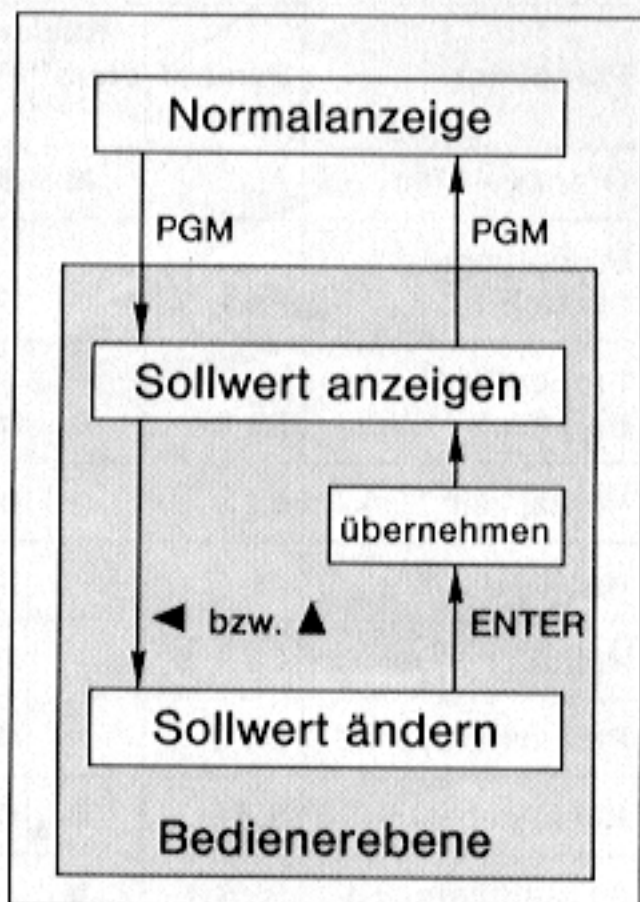 Normalanzeige
PGM PGM
Sollwert anzeigen
übernehmen
◄ bzw. ▲ ENTER
Sollwert ändern
Bedienerebene